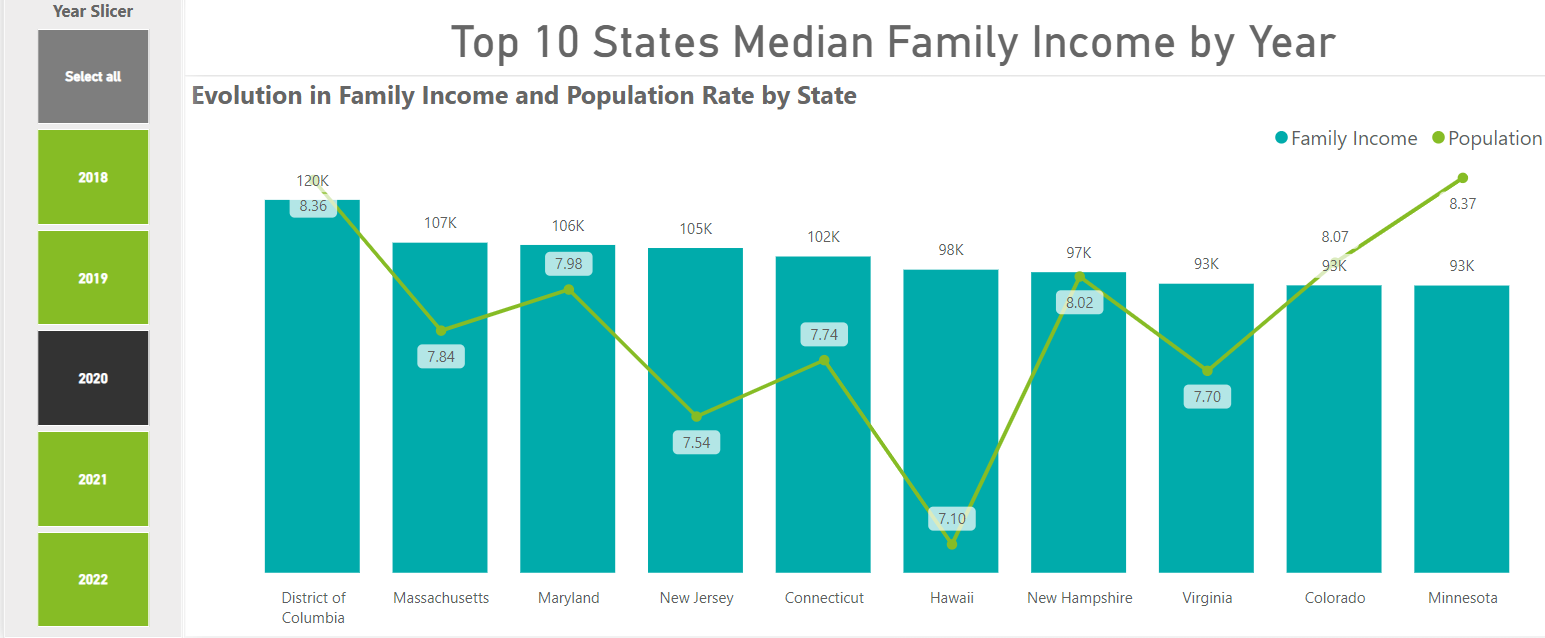 Year Slicer
Select all
2018
2019
2020
2021
2022
Top 10 States Median Family Income by Year
Evolution in Family Income and Population Rate by State
Family Income Population
120K
107K
106K
105K
102K
98K
97K
93K
93K
93K
8.36
7.84
7.98
7.54
7.74
7.10
8.02
7.70
8.07
8.37
District of
Columbia
Massachusetts
Maryland
New Jersey
Connecticut
Hawaii
New Hampshire
Virginia
Colorado
Minnesota